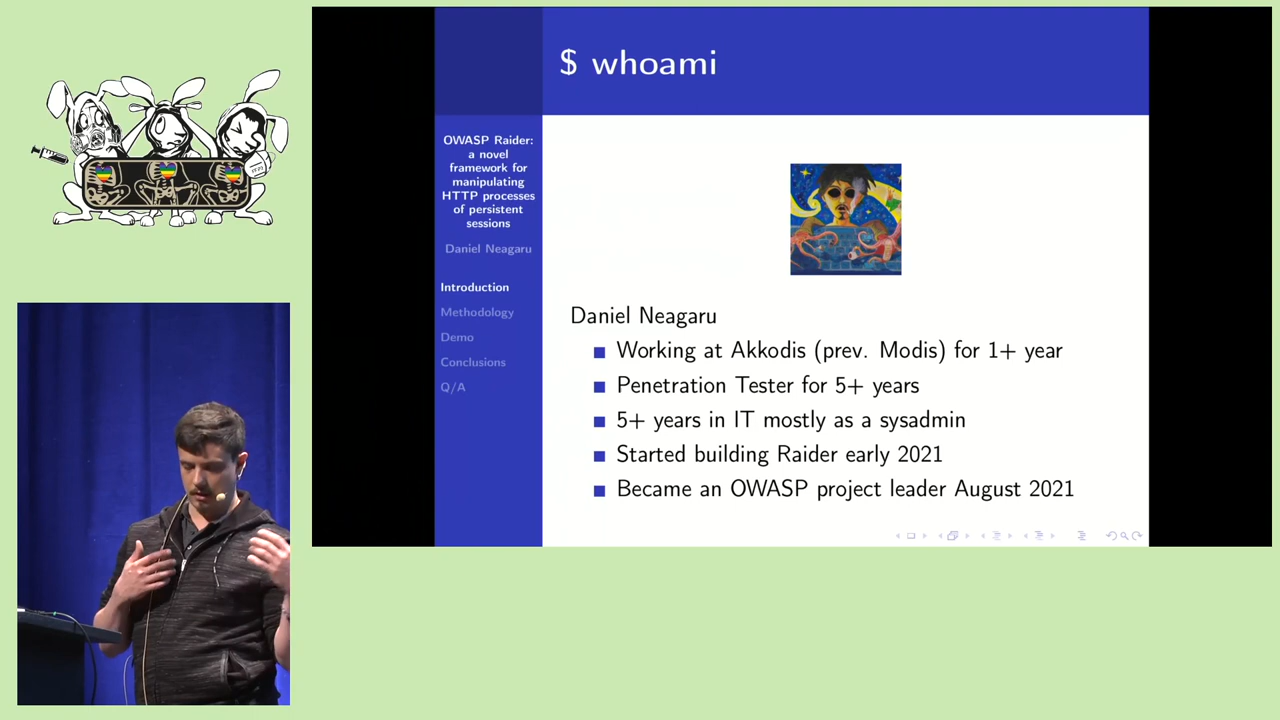 $ whoami
OWASP Raider:
a novel
framework for
manipulating
HTTP processes
of persistent
sessions
Daniel Neagaru
Introduction
Methodology
Demo
Conclusions
Q/A
Daniel Neagaru
Working at Akkodis (prev. Modis) for 1+ year
Penetration Tester for 5+ years
5+ years in IT mostly as a sysadmin
Started building Raider early 2021
Became an OWASP project leader August 2021